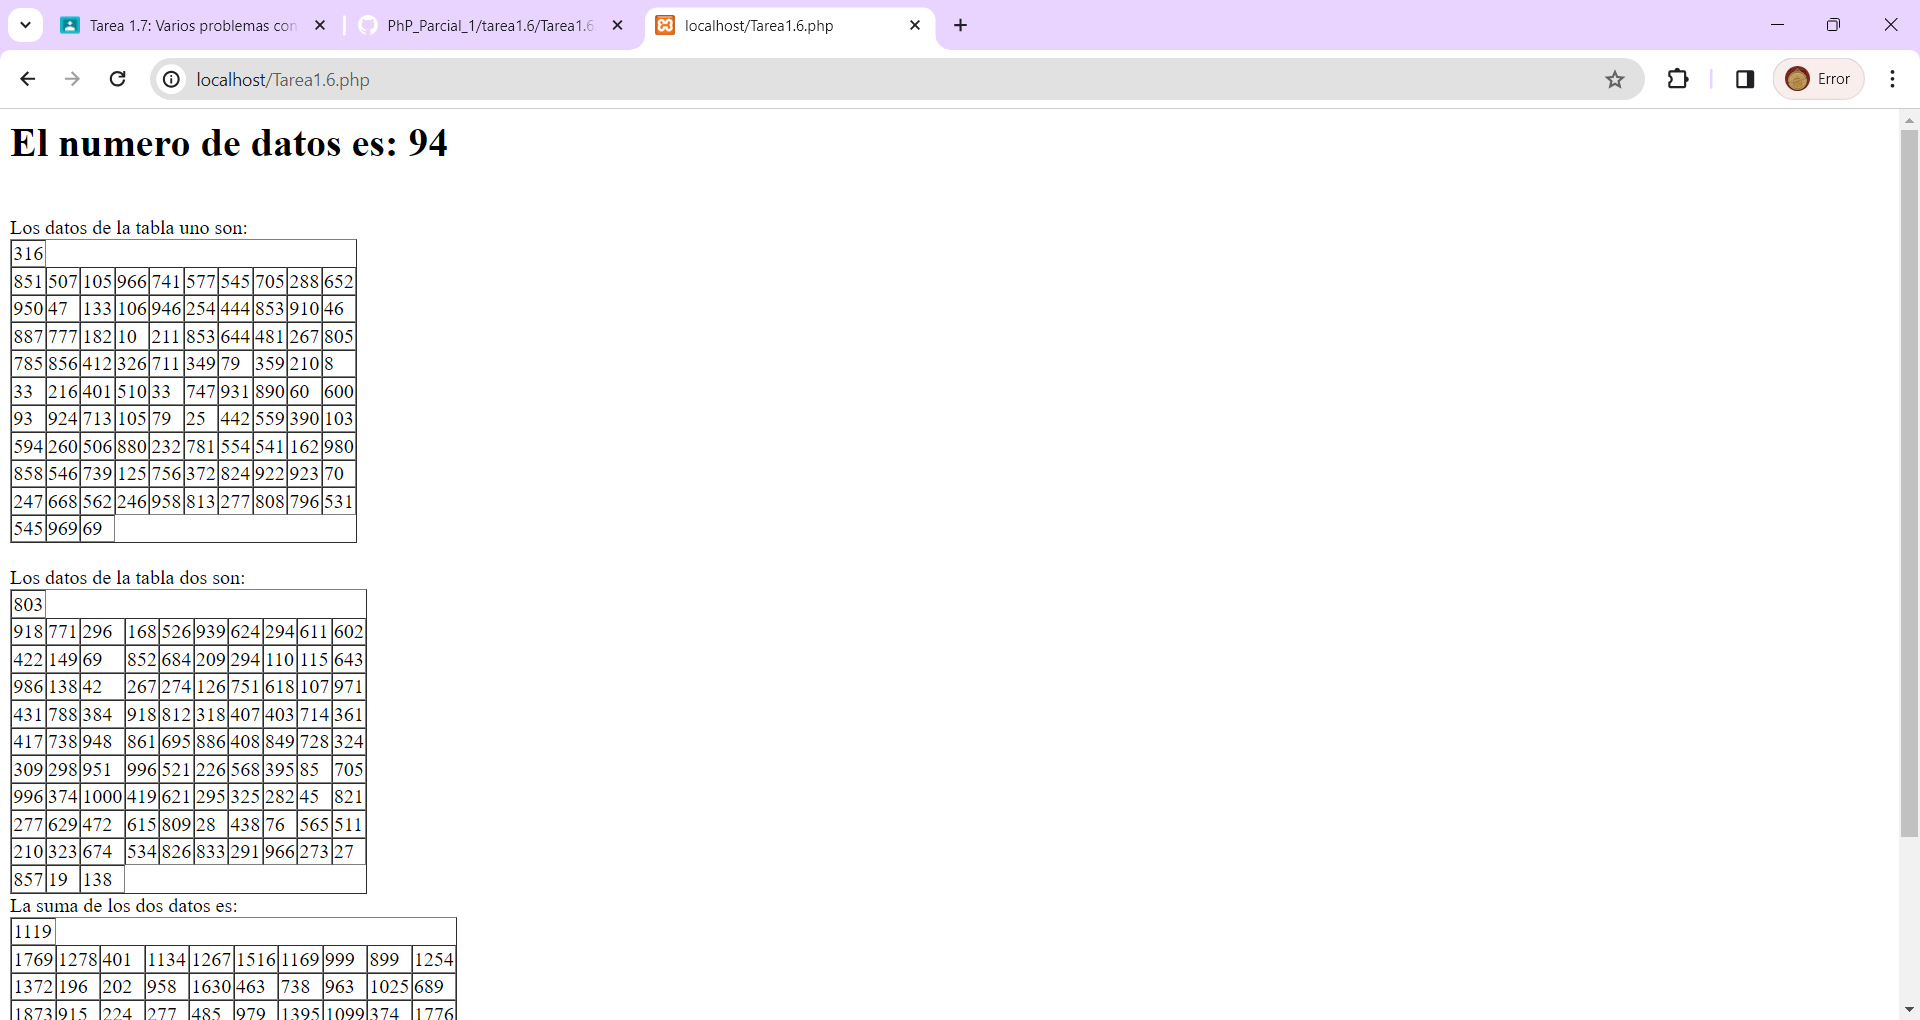 Tarea 1.7: Varios problemas con
PhP_Parcial_1/tarea1.6/Tarea1.6
localhost/Tarea1.6.php
localhost/Tarea1.6.php
Error
El numero de datos es: 94
Los datos de la tabla uno son:
316
851 507 105 966 741 577 545 705 288 652
950 47 133 106 946 254 444 853 910 46
887 777 182 10 211 853 644 481 267 805
785 856 412 326 711 349 79 359 210 8
33 216 401 510 33 747 931 890 60 600
93 924 713 105 79 25 442 559 390 103
594 260 506 880 232 781 554 541 162 980
858 546 739 125 756 372 824 922 923 70
247 668 562 246 958 813 277 808 796 531
545 969 69
Los datos de la tabla dos son:
803
918 771 296 168 526 939 624 294 611 602
422 149 69 852 684 209 294 110 115 643
986 138 42 267 274 126 751 618 107 971
431 788 384 918 812 318 407 403 714 361
417 738 948 861 695 886 408 849 728 324
309 298 951 996 521 226 568 395 85 705
996 374 1000 419 621 295 325 282 45 821
277 629 472 615 809 28 438 76 565 511
210 323 674 534 826 833 291 966 273 27
857 19 138
La suma de los dos datos es:
1119
1769 1278 401 1134 1267 1516 1169 999 899 1254
1372 196 202 958 1630 463 738 963 1025 689
1873 915 224 277 485 979 1395 1099 374 1776